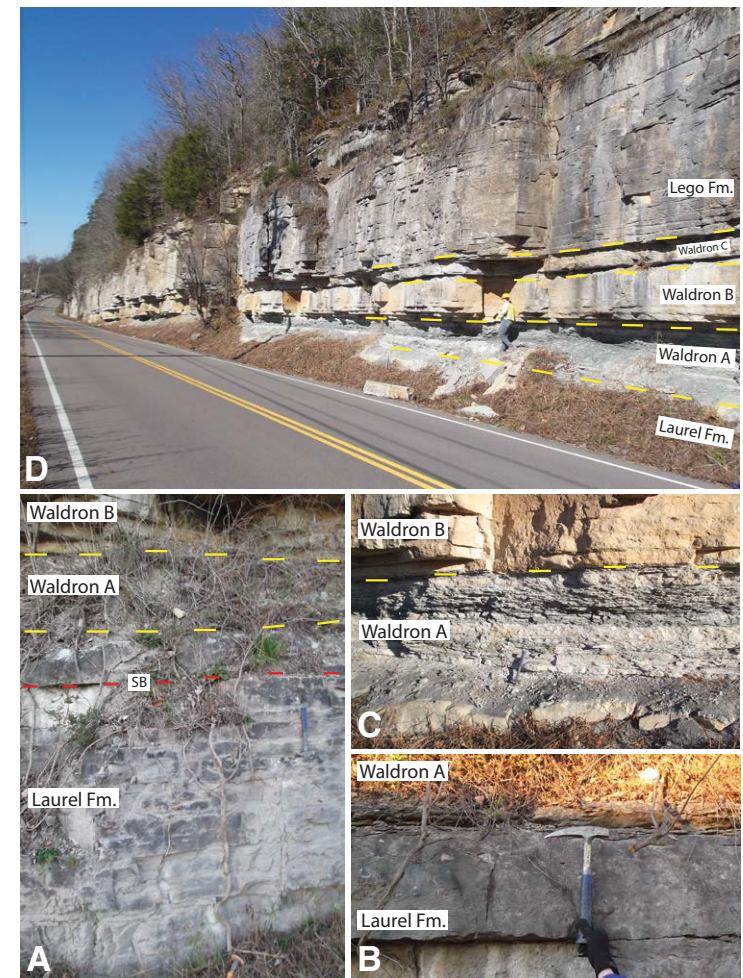 Lego Fm.
Waldron C
Waldron B
Waldron A
Laurel Fm.
D
Waldron B
Waldron A
SB
Laurel Fm.
A
Waldron B
Waldron A
C
Waldron A
Laurel Fm.
B